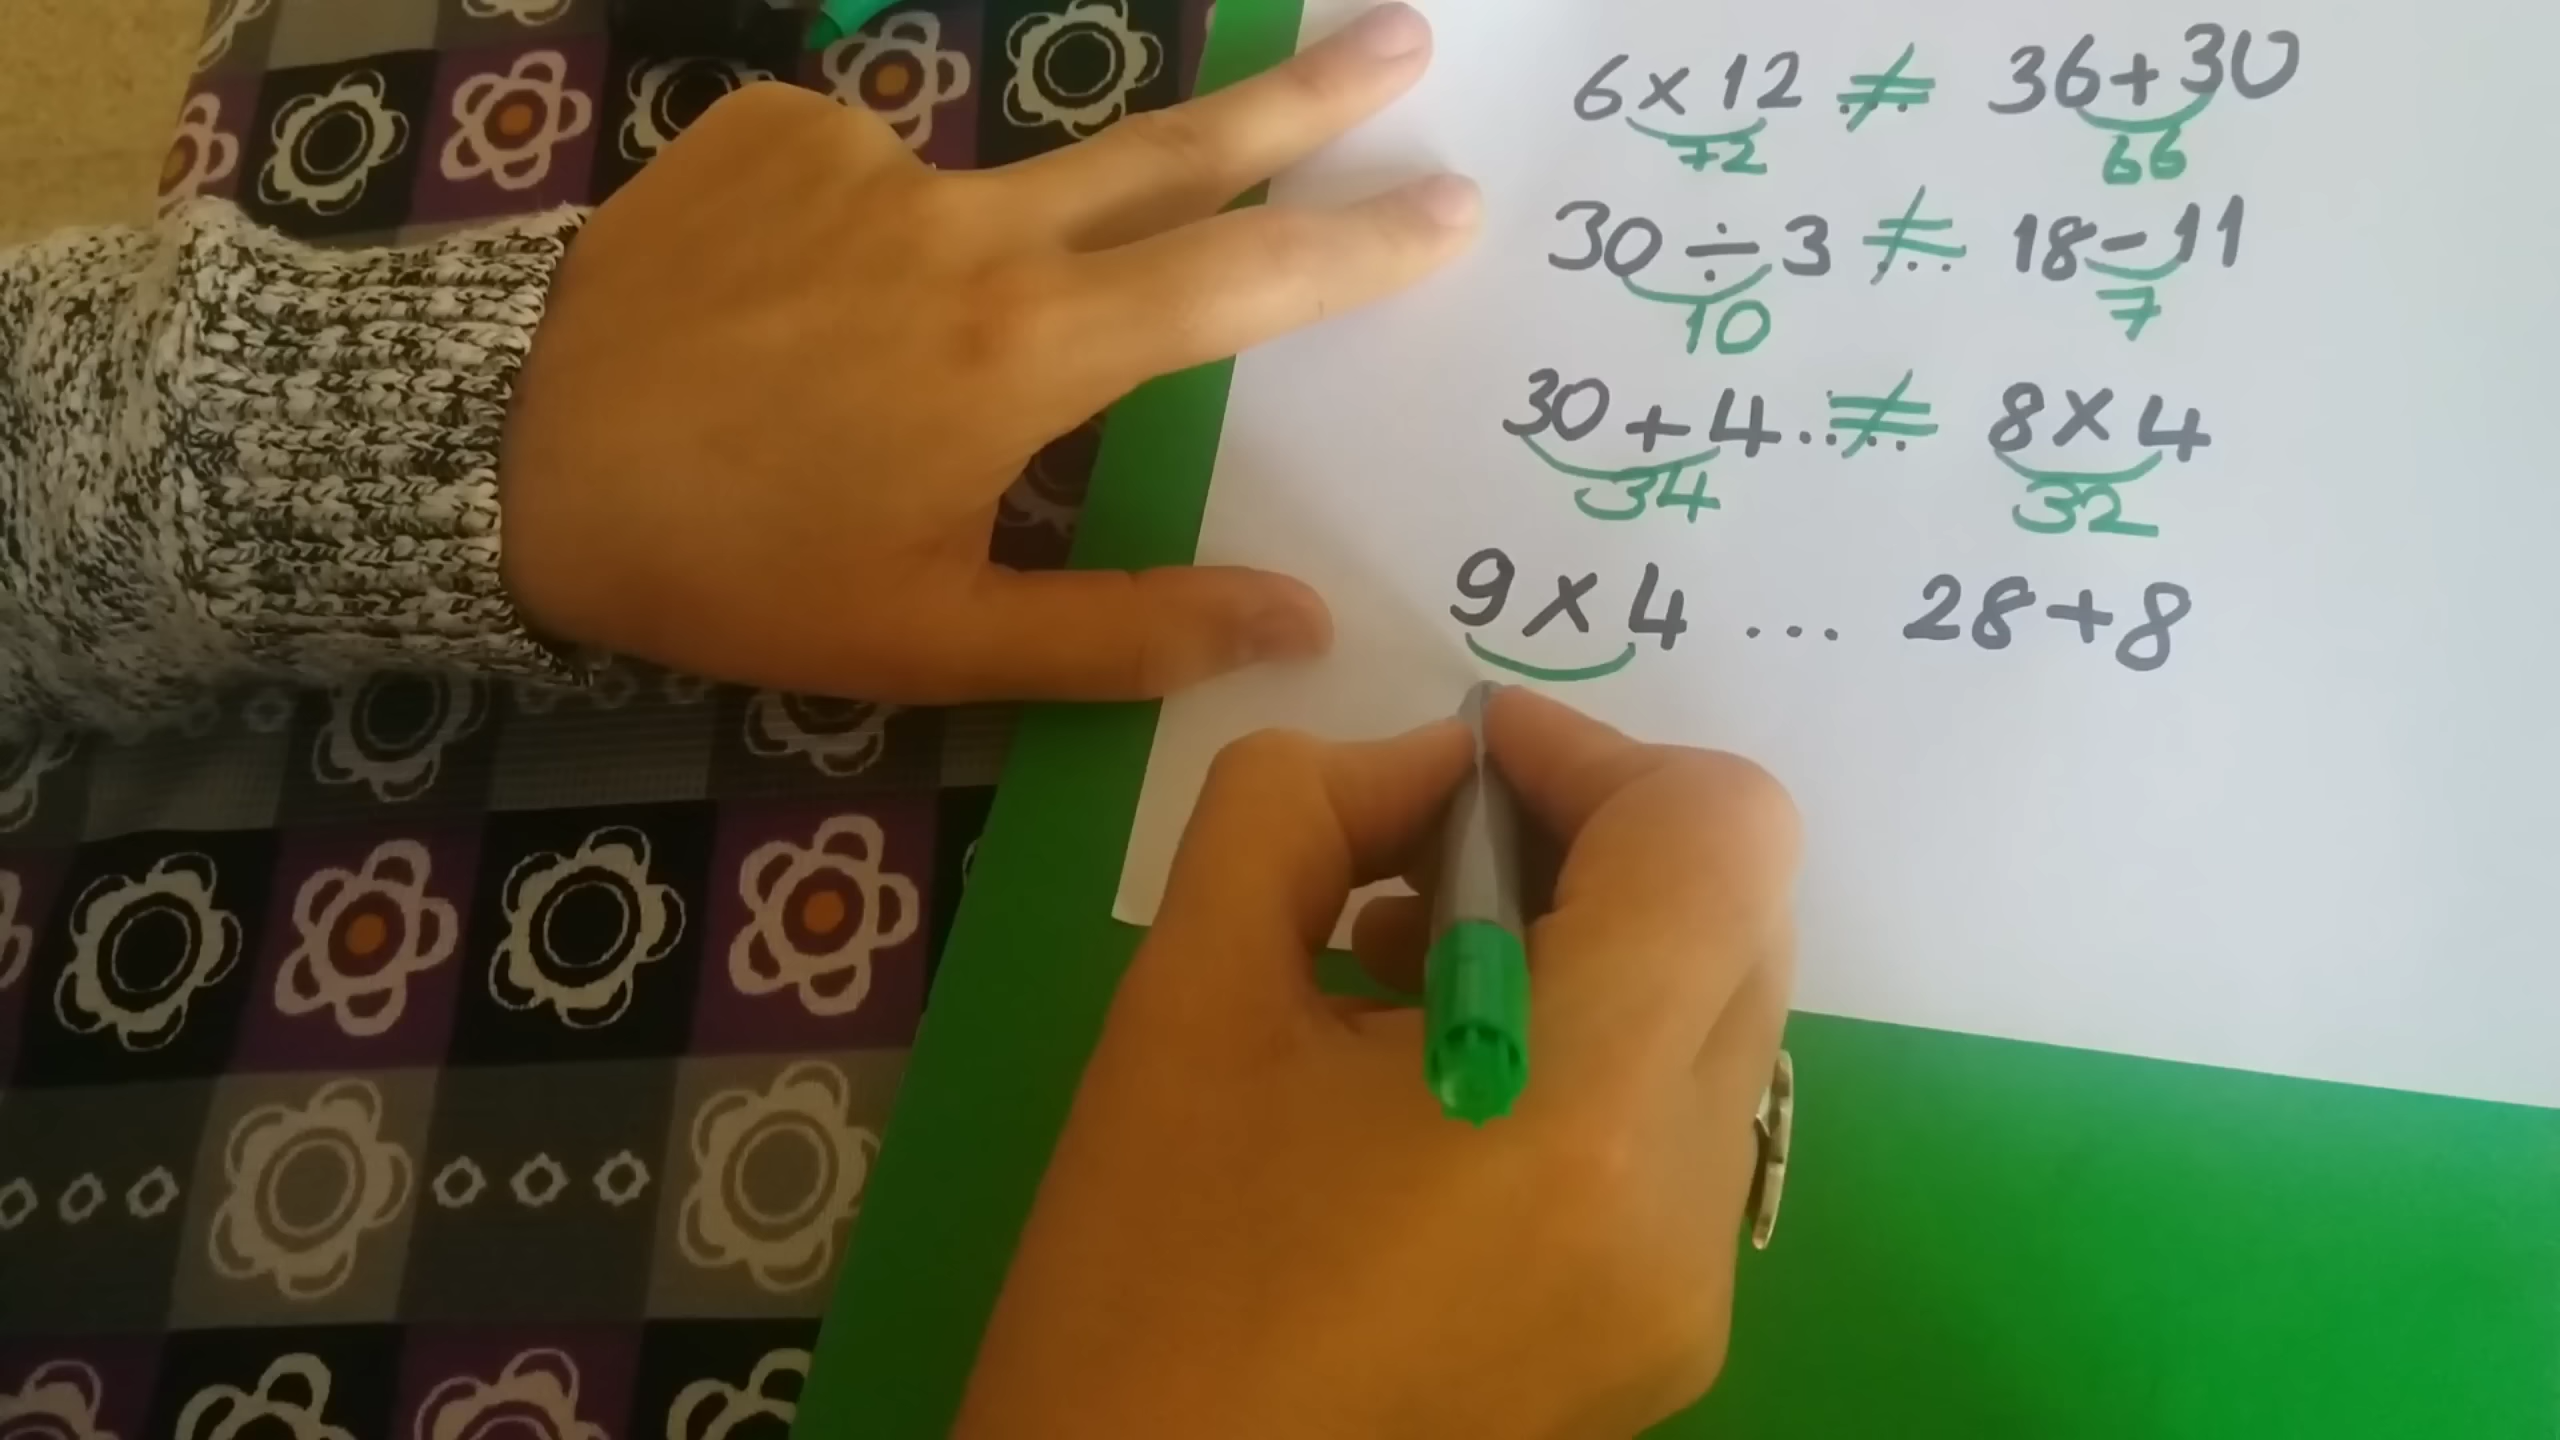 6 × 12 ≠ 36 + 30
72 66
30 ÷ 3 ≠ 18 - 11
10 7
30 + 4 ≠ 8 × 4
34 32
9 × 4 ... 28 + 8